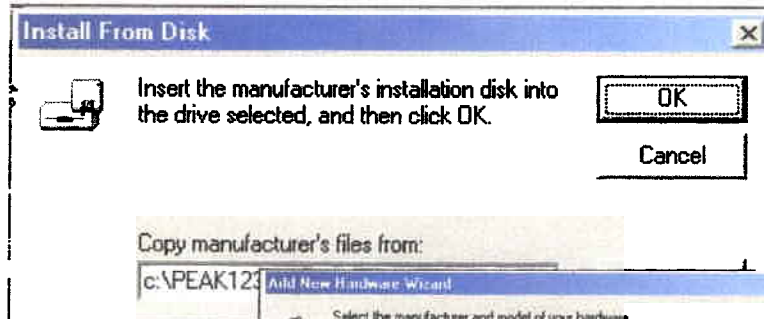 Install From Disk
Insert the manufacturer's installation disk into
the drive selected, and then click OK.
OK
Cancel
Copy manufacturer's files from:
c:\PEAK123
Add New Hardware Wizard
Select the manufacturer and model of your hardware